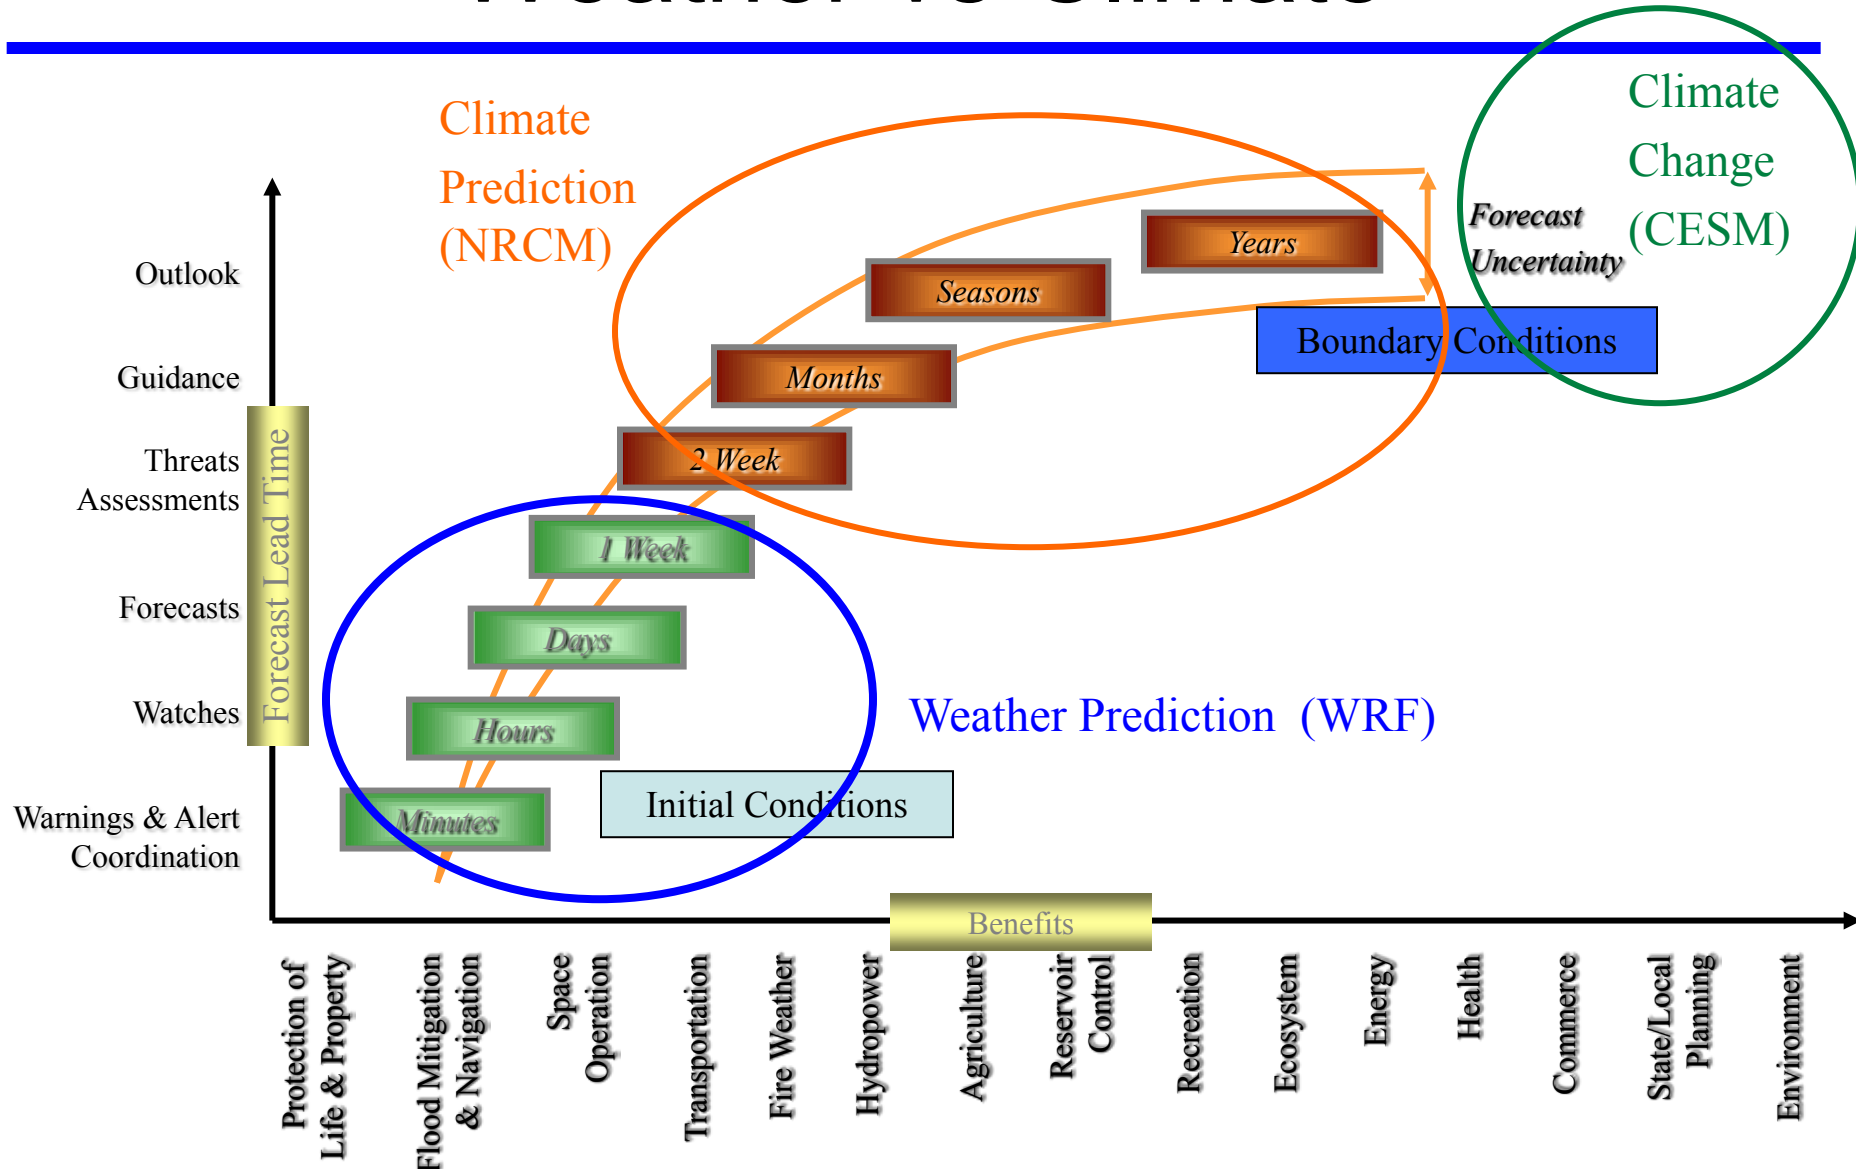 Weather vs Climate
Climate
Prediction
(NRCM)
Climate
Change
(CESM)
Forecast
Uncertainty
Years
Seasons
Months
2 Week
1 Week
Days
Hours
Minutes
Boundary Conditions
Initial Conditions
Weather Prediction (WRF)
Outlook
Guidance
Threats
Assessments
Forecasts
Watches
Warnings & Alert
Coordination
Forecast Lead Time
Benefits
Protection of
Life & Property
Flood Mitigation
& Navigation
Space
Operation
Transportation
Fire Weather
Hydropower
Agriculture
Reservoir
Control
Recreation
Ecosystem
Energy
Health
Commerce
State/Local
Planning
Environment